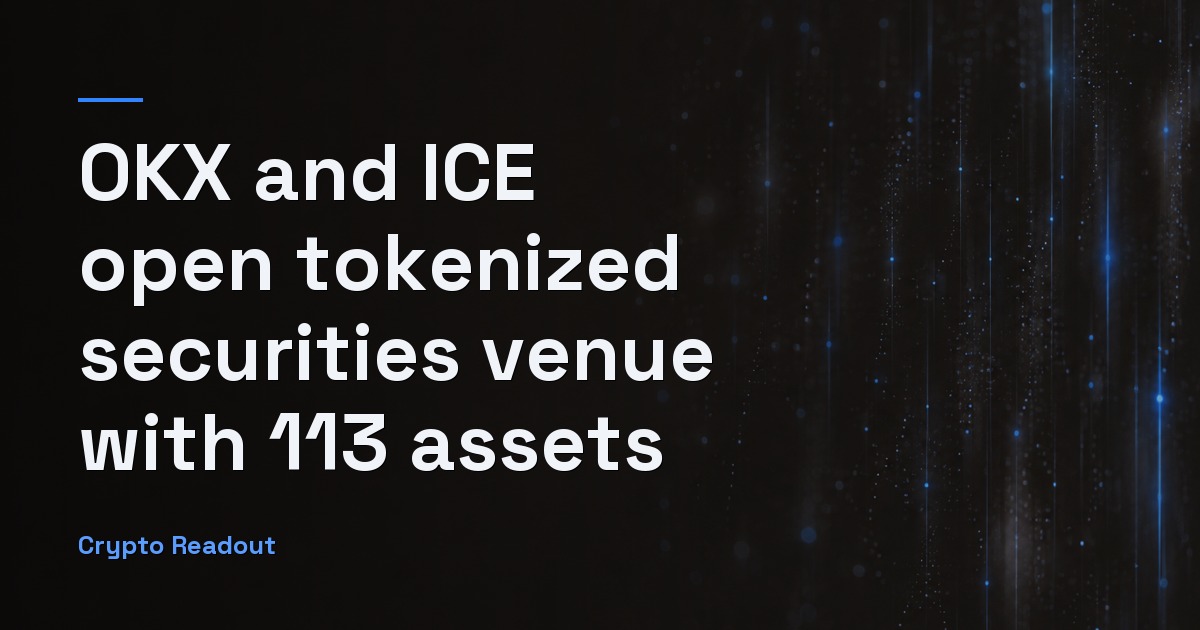 OKX and ICE
open tokenized
securities venue
with 113 assets
Crypto Readout